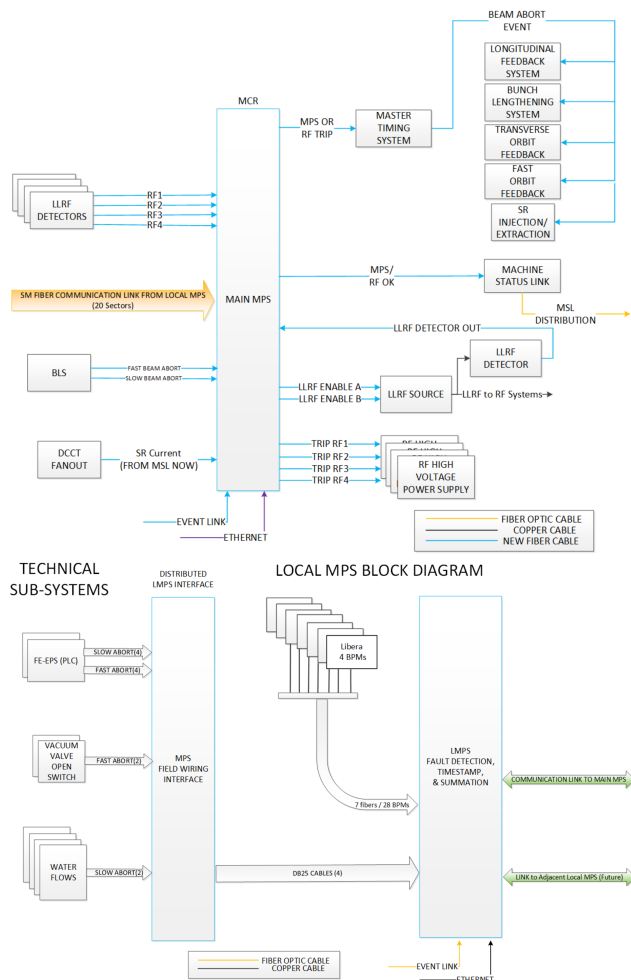 BEAM ABORT
EVENT
LONGITUDINAL
FEEDBACK
SYSTEM
MCR
BUNCH
LENGTHENING
SYSTEM
MPS OR
RF TRIP
MASTER
TIMING
SYSTEM
TRANSVERSE
ORBIT
FEEDBACK
FAST
ORBIT
FEEDBACK
SR
INJECTION/
EXTRACTION
LLRF
DETECTORS
RF1
RF2
RF3
RF4
MAIN MPS
MPS/
RF OK
MACHINE
STATUS LINK
SM FIBER COMMUNICATION LINK FROM LOCAL MPS
(20 Sectors)
MSL
DISTRIBUTION
LLRF DETECTOR OUT
LLRF
DETECTOR
BLS
FAST BEAM ABORT
SLOW BEAM ABORT
LLRF ENABLE A
LLRF ENABLE B
LLRF SOURCE
LLRF to RF Systems
DCCT
FANOUT
SR Current
(FROM MSL NOW)
TRIP RF1
TRIP RF2
TRIP RF3
TRIP RF4
RF HIGH
VOLTAGE
POWER SUPPLY
EVENT LINK
ETHERNET
FIBER OPTIC CABLE
COPPER CABLE
NEW FIBER CABLE
TECHNICAL
SUB-SYSTEMS
DISTRIBUTED
LMPS INTERFACE
LOCAL MPS BLOCK DIAGRAM
FE-EPS (PLC)
SLOW ABORT(4)
FAST ABORT(4)
Libera
4 BPMs
VACUUM
VALVE
OPEN
SWITCH
FAST ABORT(2)
MPS
FIELD WIRING
INTERFACE
LMPS
FAULT DETECTION,
TIMESTAMP,
& SUMMATION
COMMUNICATION LINK TO MAIN MPS
7 fibers / 28 BPMs
WATER
FLOWS
SLOW ABORT(2)
DB25 CABLES (4)
LINK to Adjacent Local MPS (Future)
FIBER OPTIC CABLE
COPPER CABLE
EVENT LINK
ETHERNET